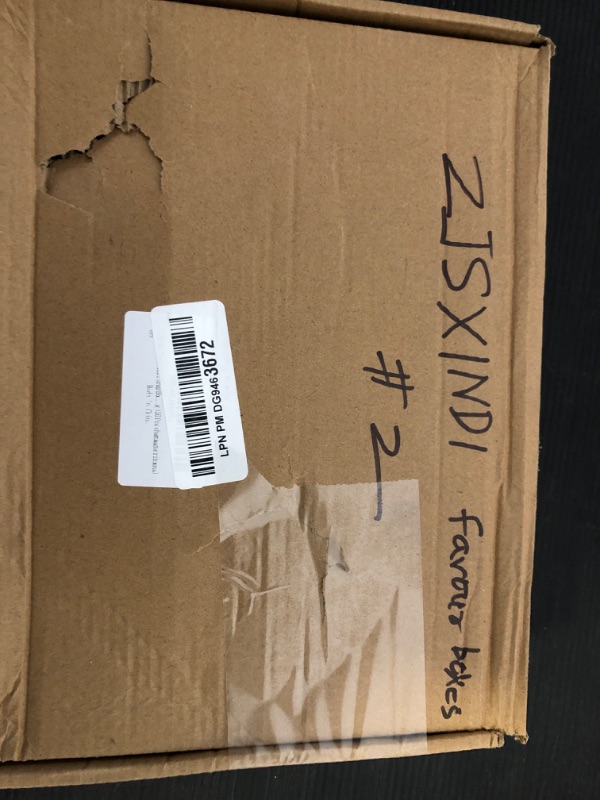 ZJSXINDI favour boxes
# 2
LPN PM DG9463672